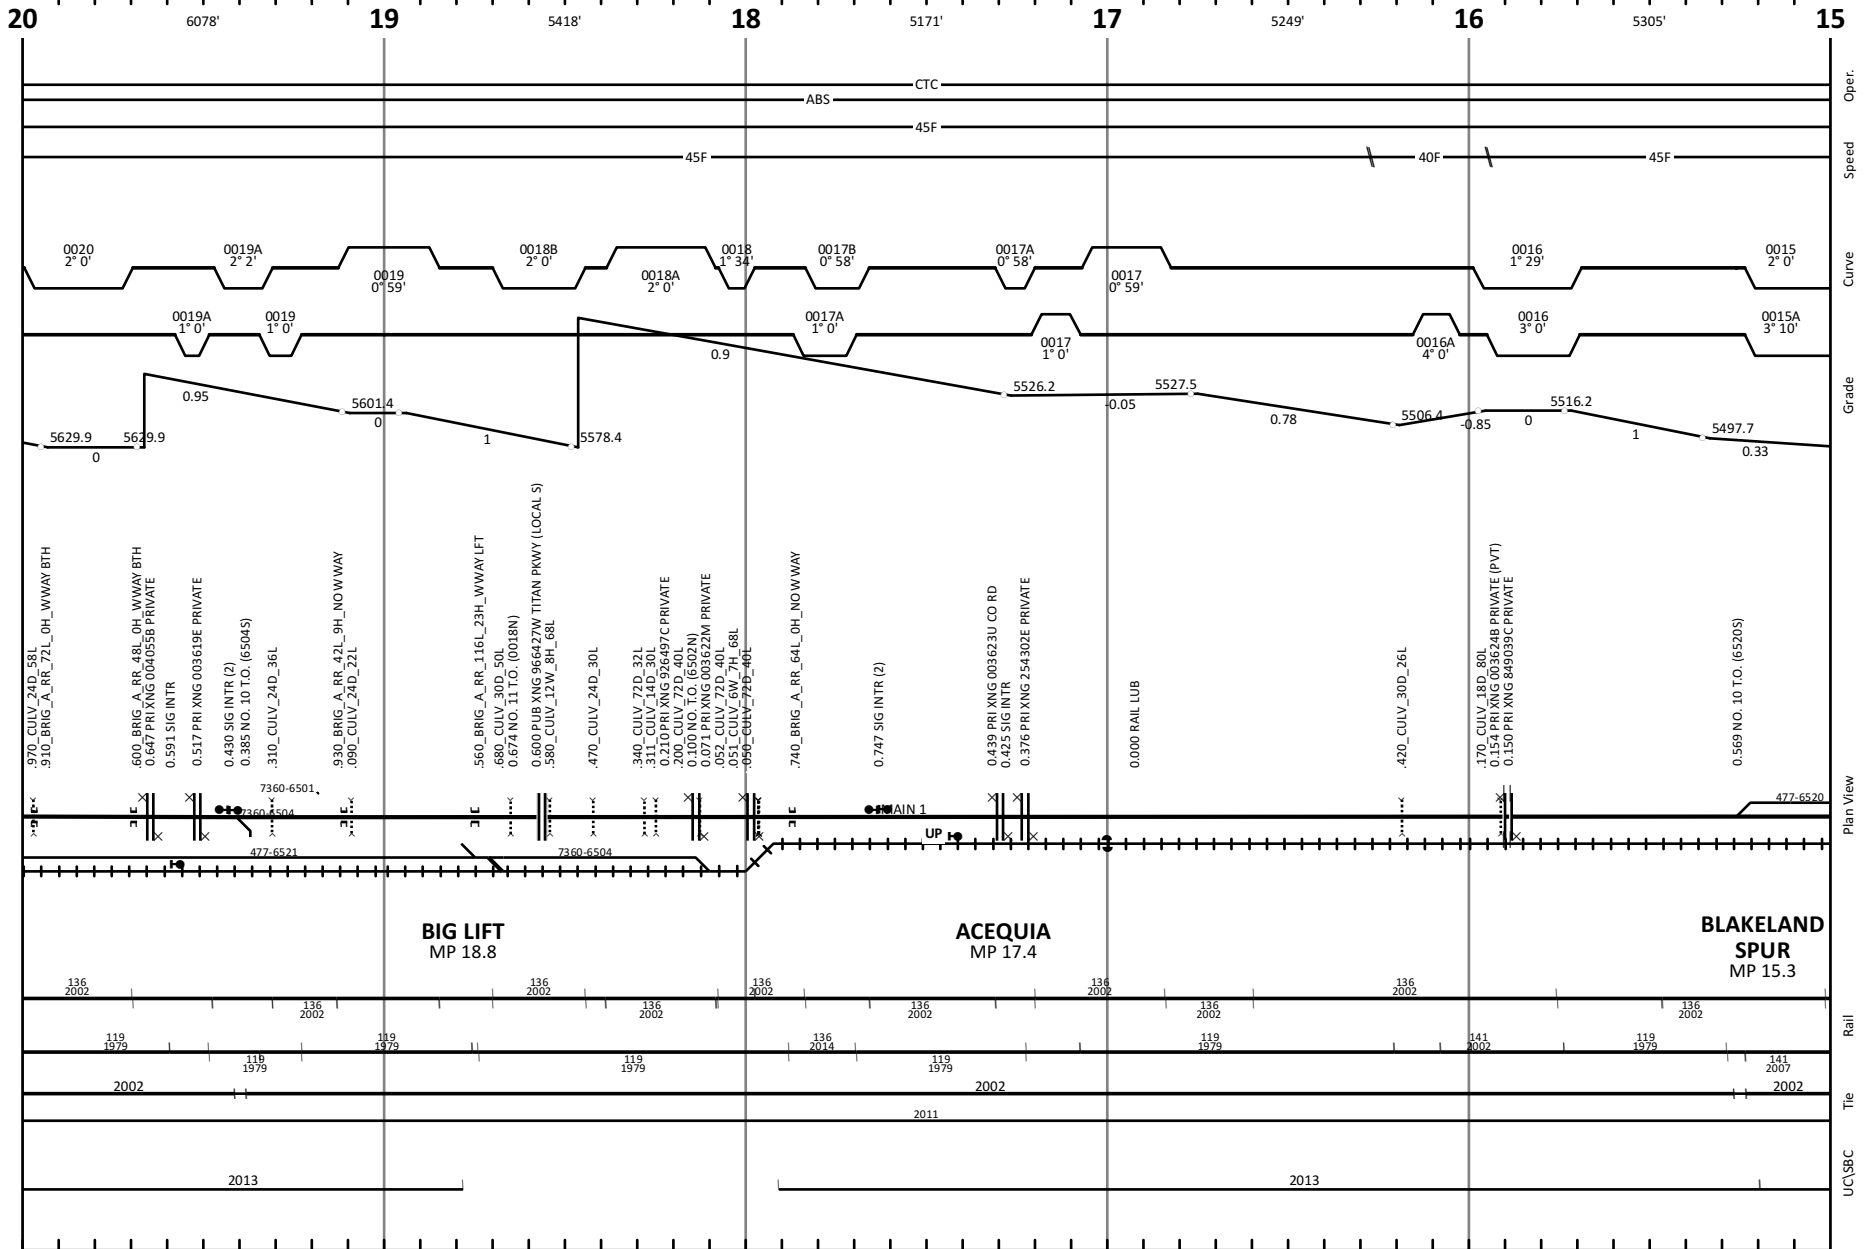 20 6078' 19 5418' 18 5171' 17 5249' 16 5305' 15
CTC
ABS
Oper.
45F
45F 40F 45F
Speed
0020 0019A 0018B 0018 0017B 0017A 0016 0015
2° 0' 2° 2' 2° 0' 1° 34' 0° 58' 0° 58' 1° 29' 2° 0'
0019 0018A 0017
0° 59' 2° 0' 0° 59'
Curve
0019A 0019 0017A 0016 0015A
1° 0' 1° 0' 1° 0' 3° 0' 3° 10'
0017 0016A
1° 0' 4° 0'
0.9
5526.2 5527.5
0.95 5601.4 -0.05 5506.4 5516.2
0 0.78 -0.85 0
5629.9 5629.9 1 5578.4 1 5497.7
0 0.33
Grade
.970_CULV_24D_58L
.910_BRIG_A_RR_72L_0H_WWAY BTH
.600_BRIG_A_RR_48L_0H_WWAY BTH
0.647 PRI XNG 004055B PRIVATE
0.591 SIG INTR
0.517 PRI XNG 003619E PRIVATE
0.430 SIG INTR (2)
0.385 NO. 10 T.O. (6504S)
.310_CULV_24D_36L
.930_BRIG_A_RR_42L_9H_NOWWAY
.090_CULV_24D_22L
.560_BRIG_A_RR_116L_23H_WWAYLFT
.680_CULV_30D_50L
0.674 NO. 11 T.O. (0018N)
0.600 PUB XNG 966427W TITAN PKWY (LOCAL S)
.580_CULV_12W_8H_68L
.470_CULV_24D_30L
.340_CULV_72D_32L
.311_CULV_14D_30L
0.210 PRI XNG 926497C PRIVATE
.200_CULV_72D_40L
0.100 NO. T.O. (6502N)
0.071 PRI XNG 003622M PRIVATE
.052_CULV_72D_40L
.051_CULV_6W_7H_68L
.050_CULV_72D_40L
.740_BRIG_A_RR_64L_0H_NOWWAY
0.747 SIG INTR (2)
0.439 PRI XNG 003623U CO RD
0.425 SIG INTR
0.376 PRI XNG 254302E PRIVATE
0.000 RAIL LUB
.420_CULV_30D_26L
.170_CULV_18D_80L
0.154 PRI XNG 003624B PRIVATE (PVT)
0.150 PRI XNG 849039C PRIVATE
0.569 NO. 10 T.O. (6520S)
7360-6501
7360-6504 MAIN 1 477-6520
UP
477-6521 7360-6504
Plan View
BIG LIFT ACEQUIA BLAKELAND
MP 18.8 MP 17.4 SPUR
MP 15.3
136 136 136 136 136
2002 2002 2002 2002 2002
136 136 136 136 136
2002 2002 2002 2002 2002
119 119 136 119 141 119
1979 1979 2014 1979 2002 1979
119 119 119 141
1979 1979 1979 2007
Rail
2002 2002 2002
2011
Tie
2013 2013
UC\SBC